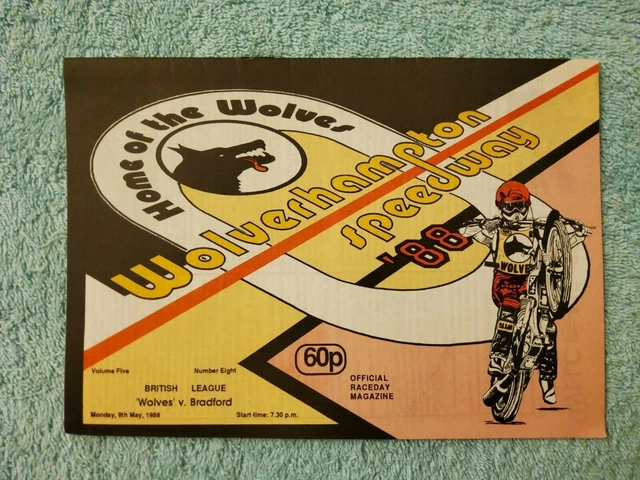 Home of the Wolves
Wolverhampton
speedway
'88
WOLVES
Volume Five
Number Eight
BRITISH LEAGUE
'Wolves' v. Bradford
Monday, 9th May, 1988
Start time: 7.30 p.m.
60p
OFFICIAL
RACEDAY
MAGAZINE